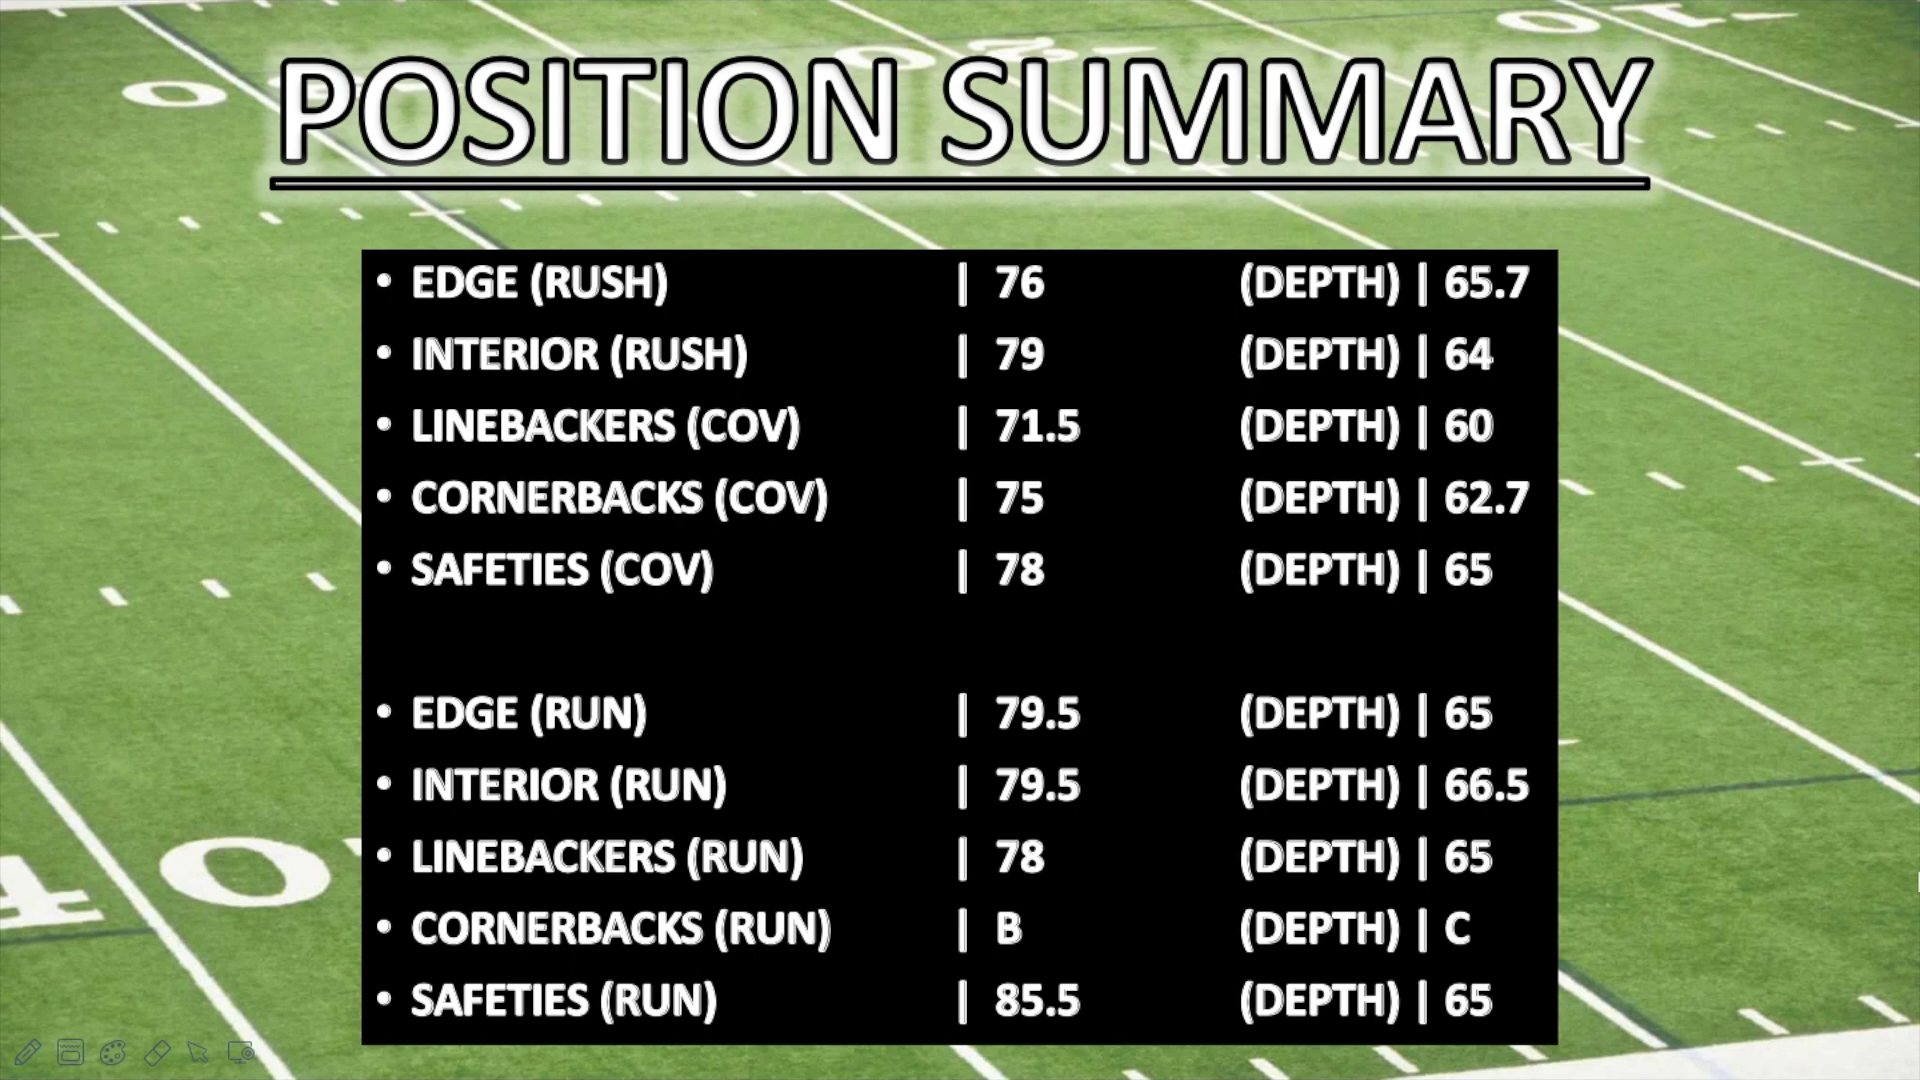 POSITION SUMMARY
• EDGE (RUSH) | 76 (DEPTH) | 65.7
• INTERIOR (RUSH) | 79 (DEPTH) | 64
• LINEBACKERS (COV) | 71.5 (DEPTH) | 60
• CORNERBACKS (COV) | 75 (DEPTH) | 62.7
• SAFETIES (COV) | 78 (DEPTH) | 65
• EDGE (RUN) | 79.5 (DEPTH) | 65
• INTERIOR (RUN) | 79.5 (DEPTH) | 66.5
• LINEBACKERS (RUN) | 78 (DEPTH) | 65
• CORNERBACKS (RUN) | B (DEPTH) | C
• SAFETIES (RUN) | 85.5 (DEPTH) | 65